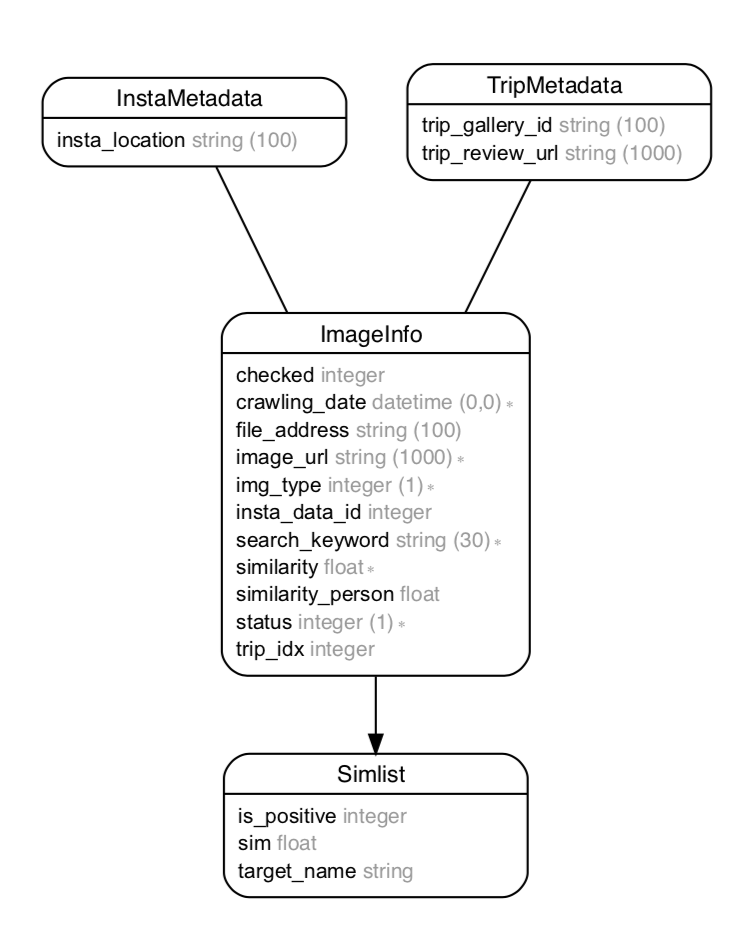 InstaMetadata
insta_location string (100)
TripMetadata
trip_gallery_id string (100)
trip_review_url string (1000)
ImageInfo
checked integer
crawling_date datetime (0,0) *
file_address string (100)
image_url string (1000) *
img_type integer (1) *
insta_data_id integer
search_keyword string (30) *
similarity float *
similarity_person float
status integer (1) *
trip_idx integer
Simlist
is_positive integer
sim float
target_name string